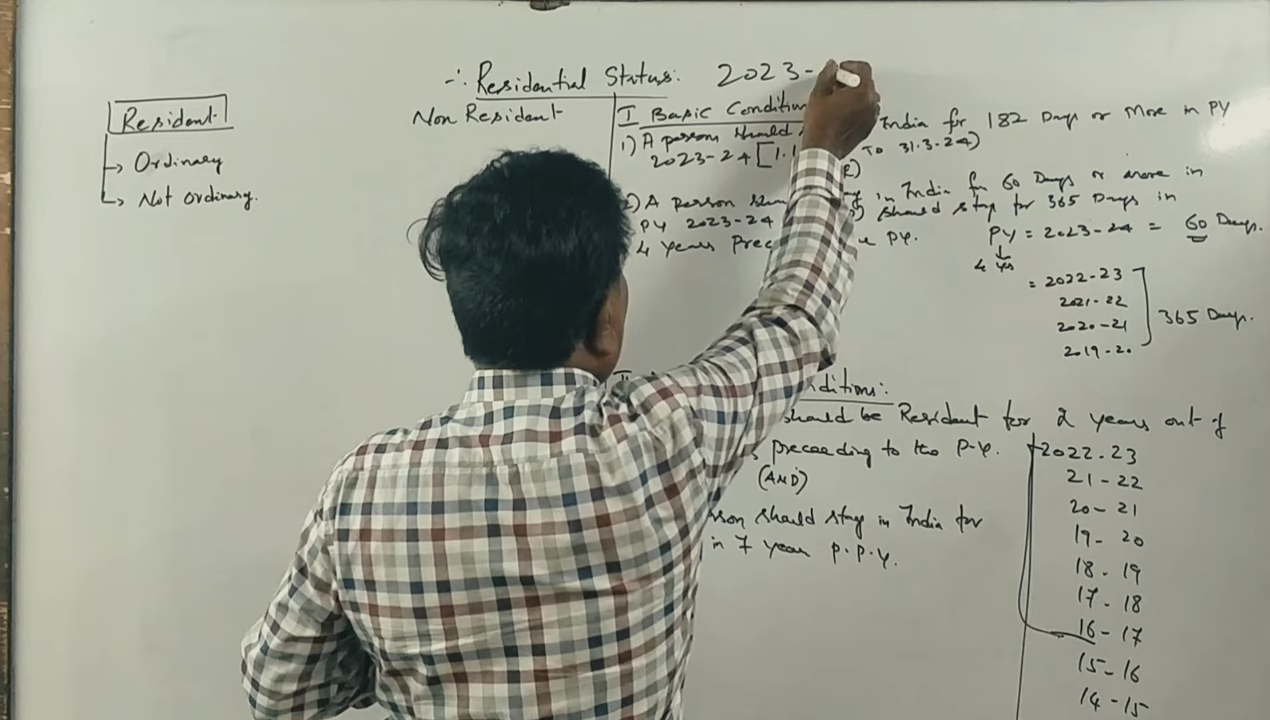 ∴ Residential Status: 2023-
Resident
→ Ordinary
→ Not ordinary.
Non Resident
I Basic Condition
1) A person should India for 182 Days or More in PY
2023-24 [1. To 31.3.24)
2) A person in India for 60 Days or more in
PY 2023-24 should stay for 365 Days in
4 years PY.
PY = 2023-24 = 60 Days.
4 yrs
= 2022-23
2021-22
2020-21
2019-20
365 Days.
ditions:
should be Resident for 2 years out of
preceeding to the P.Y.
(AND)
should stay in India for
in 7 year P.P.Y.
2022-23
21-22
20-21
19-20
18-19
17-18
16-17
15-16
14-15